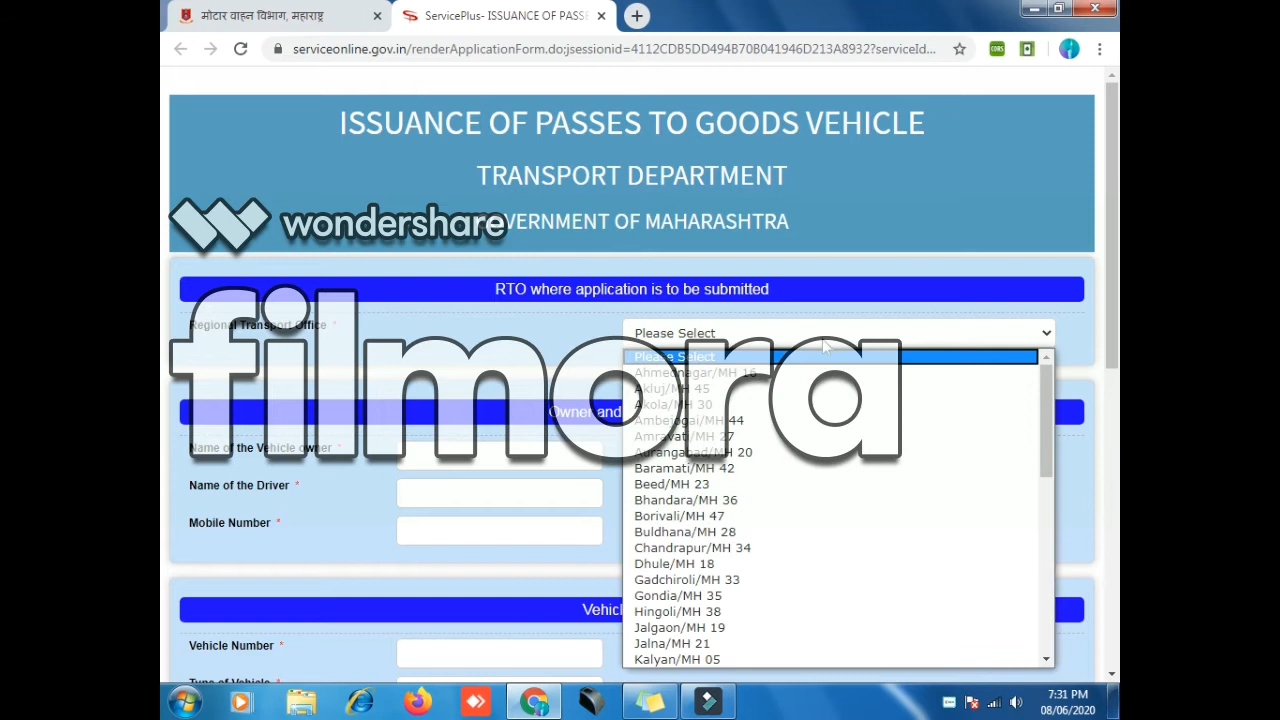 मोटार वाहन विभाग, महाराष्ट्र
ServicePlus- ISSUANCE OF PASSE
serviceonline.gov.in/renderApplicationForm.do;jsessionid=4112CDB5DD494B70B041946D213A8932?serviceId...
ISSUANCE OF PASSES TO GOODS VEHICLE
TRANSPORT DEPARTMENT
VERNMENT OF MAHARASHTRA
wondershare
filmora
RTO where application is to be submitted
Regional Transport Office *
Please Select
Please Select
Ahmednagar/MH 16
Akluj/MH 45
Akola/MH 30
Ambejogai/MH 44
Amravati/MH 27
Aurangabad/MH 20
Baramati/MH 42
Beed/MH 23
Bhandara/MH 36
Borivali/MH 47
Buldhana/MH 28
Chandrapur/MH 34
Dhule/MH 18
Gadchiroli/MH 33
Gondia/MH 35
Hingoli/MH 38
Jalgaon/MH 19
Jalna/MH 21
Kalyan/MH 05
Owner and
Name of the Vehicle owner *
Name of the Driver *
Mobile Number *
Vehicl
Vehicle Number *
Type of Vehicle *
7:31 PM
08/06/2020